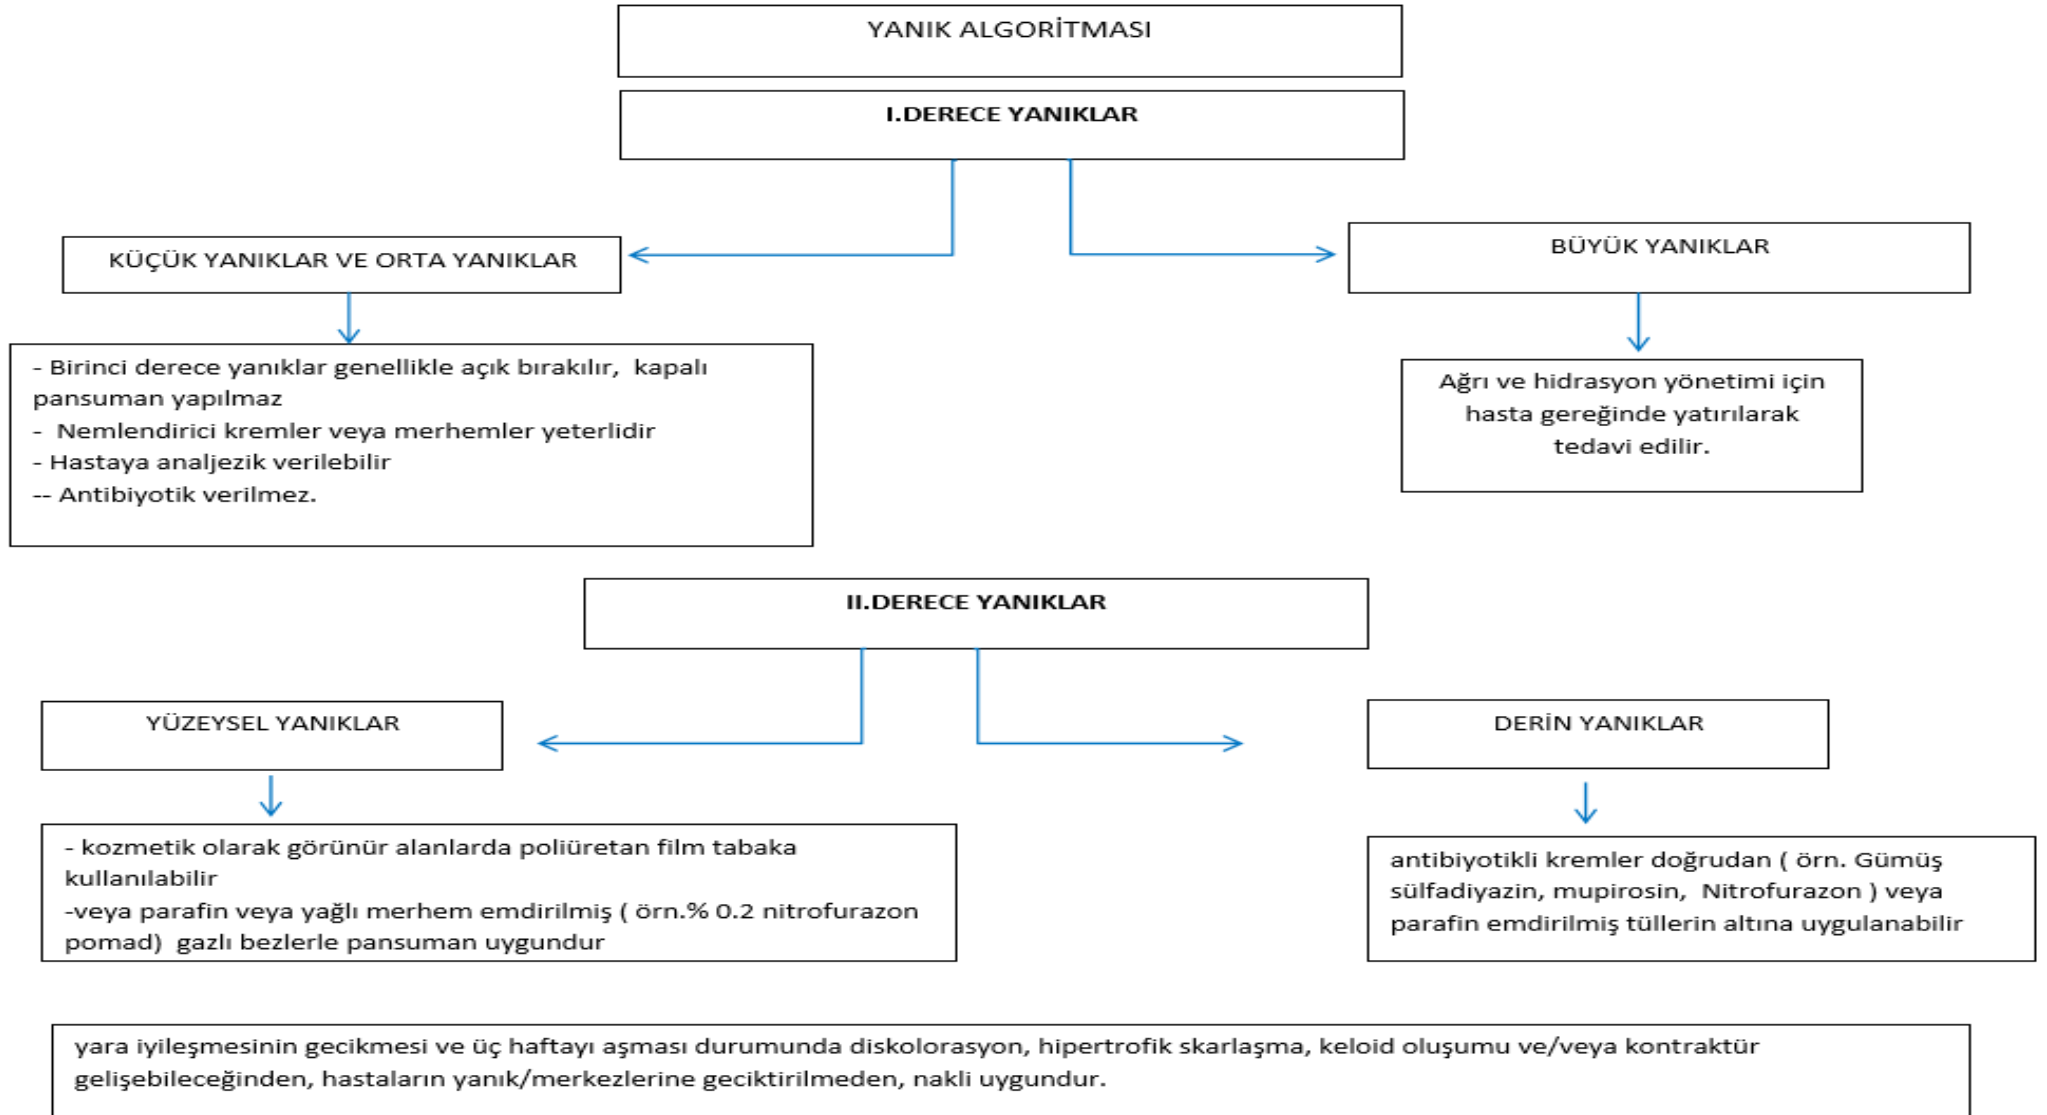 YANIK ALGORİTMASI
I.DERECE YANIKLAR
KÜÇÜK YANIKLAR VE ORTA YANIKLAR
BÜYÜK YANIKLAR
- Birinci derece yanıklar genellikle açık bırakılır, kapalı
pansuman yapılmaz
- Nemlendirici kremler veya merhemler yeterlidir
- Hastaya analjezik verilebilir
-- Antibiyotik verilmez.
Ağrı ve hidrasyon yönetimi için
hasta gereğinde yatırılarak
tedavi edilir.
II.DERECE YANIKLAR
YÜZEYSEL YANIKLAR
DERİN YANIKLAR
- kozmetik olarak görünür alanlarda poliüretan film tabaka
kullanılabilir
-veya parafin veya yağlı merhem emdirilmiş ( örn.% 0.2 nitrofurazon
pomad) gazlı bezlerle pansuman uygundur
antibiyotikli kremler doğrudan ( örn. Gümüş
sülfadiyazin, mupirosin, Nitrofurazon ) veya
parafin emdirilmiş tüllerin altına uygulanabilir
yara iyileşmesinin gecikmesi ve üç haftayı aşması durumunda diskolorasyon, hipertrofik skarlaşma, keloid oluşumu ve/veya kontraktür
gelişebileceğinden, hastaların yanık/merkezlerine geciktirilmeden, nakli uygundur.